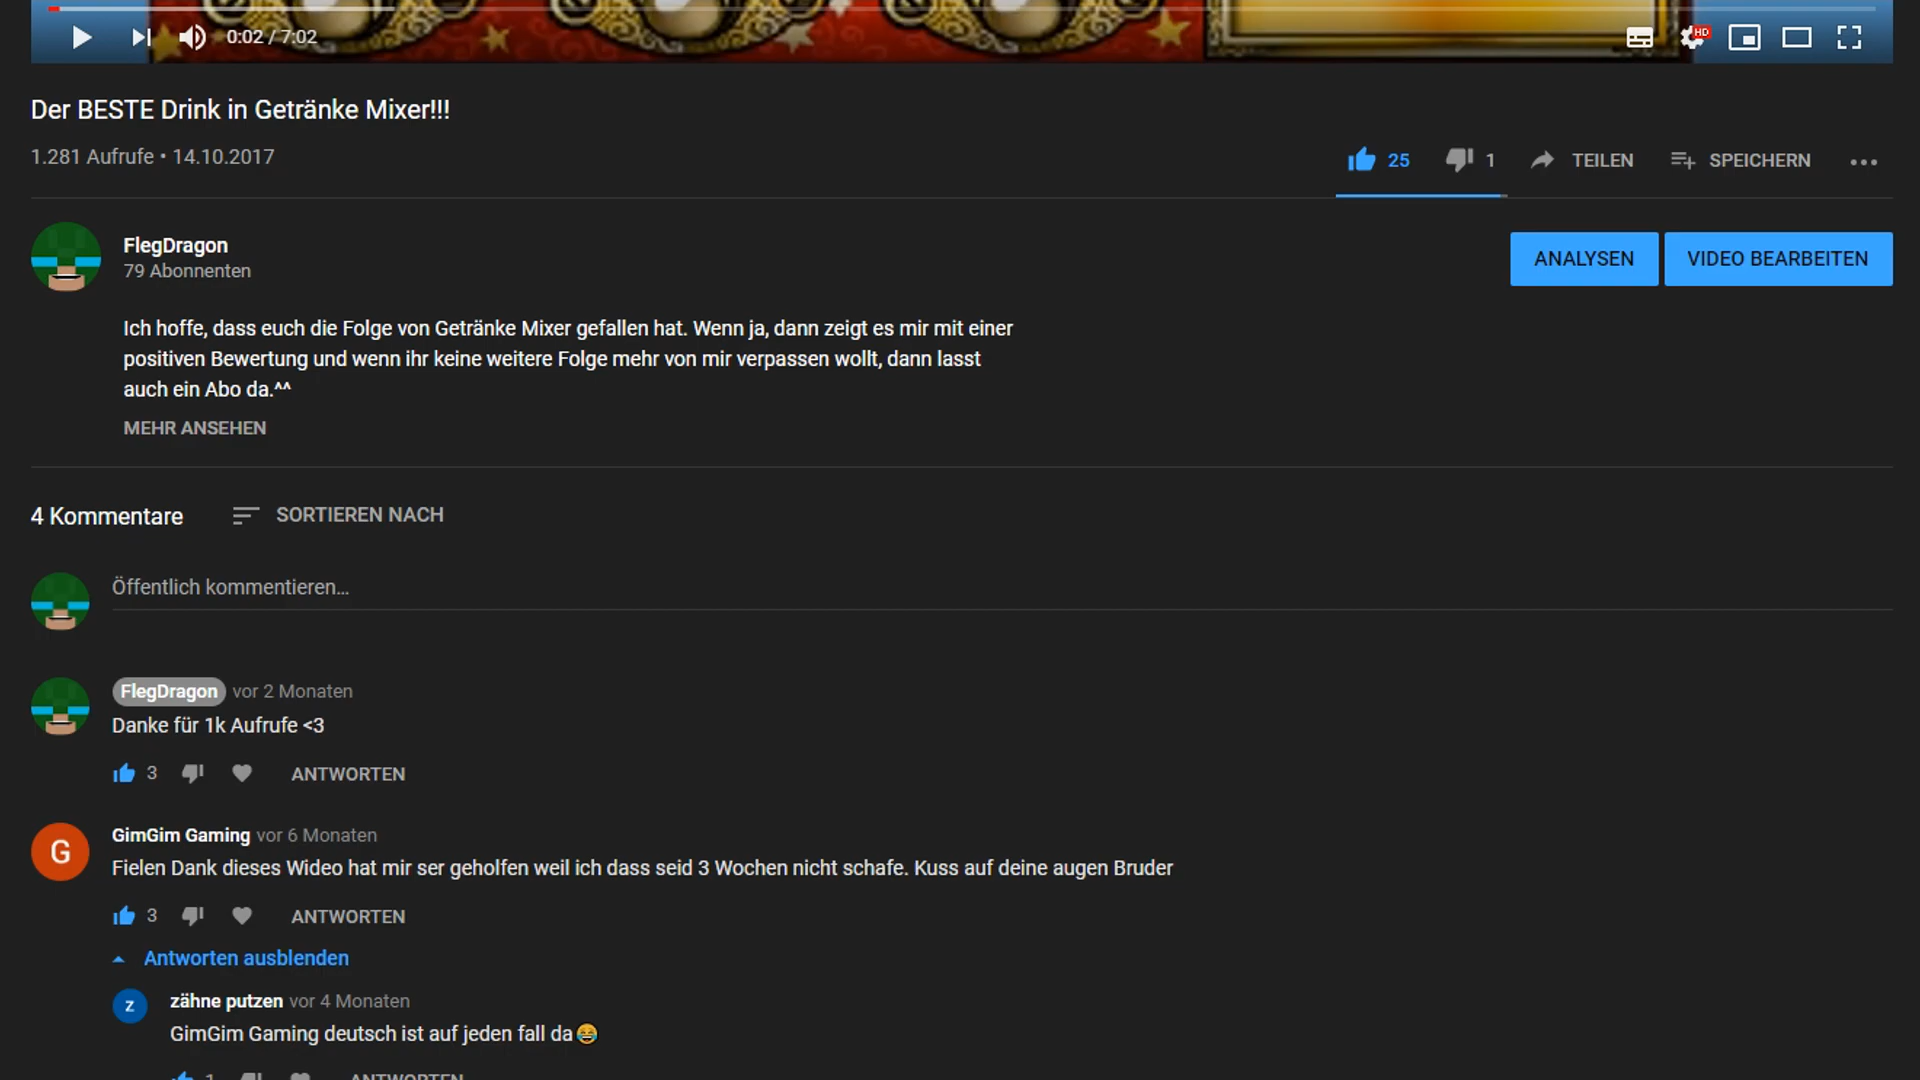 0:02 / 7:02
HD
Der BESTE Drink in Getränke Mixer!!!
1.281 Aufrufe • 14.10.2017
25
1
TEILEN
SPEICHERN
FlegDragon
79 Abonnenten
ANALYSEN
VIDEO BEARBEITEN
Ich hoffe, dass euch die Folge von Getränke Mixer gefallen hat. Wenn ja, dann zeigt es mir mit einer
positiven Bewertung und wenn ihr keine weitere Folge mehr von mir verpassen wollt, dann lasst
auch ein Abo da.^^
MEHR ANSEHEN
4 Kommentare
SORTIEREN NACH
Öffentlich kommentieren...
FlegDragon vor 2 Monaten
Danke für 1k Aufrufe <3
3
ANTWORTEN
G
GimGim Gaming vor 6 Monaten
Fielen Dank dieses Wideo hat mir ser geholfen weil ich dass seid 3 Wochen nicht schafe. Kuss auf deine augen Bruder
3
ANTWORTEN
Antworten ausblenden
z
zähne putzen vor 4 Monaten
GimGim Gaming deutsch ist auf jeden fall da😂
1
ANTWORTEN